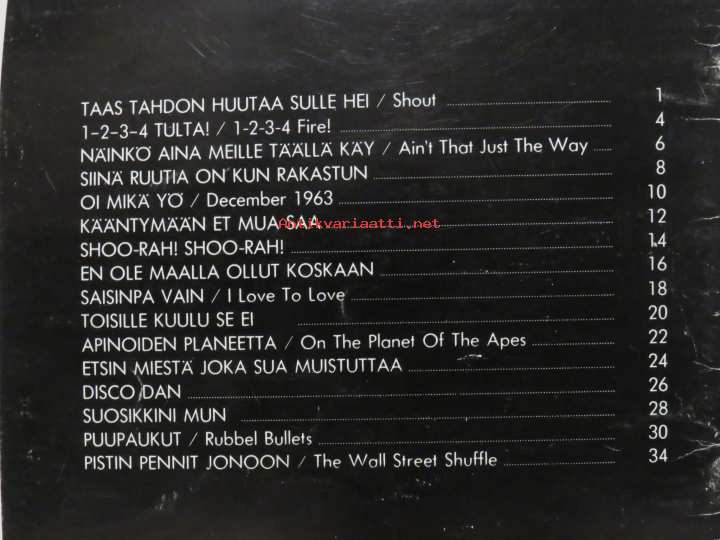 TAAS TAHDON HUUTAA SULLE HEI / Shout 1
1-2-3-4 TULTA! / 1-2-3-4 Fire! 4
NÄINKÖ AINA MEILLE TÄÄLLÄ KÄY / Ain't That Just The Way 6
SIINÄ RUUTIA ON KUN RAKASTUN 8
OI MIKÄ YÖ / December 1963 10
KÄÄNTYMÄÄN ET MUA SAA 12
Antikvariaatti.net
SHOO-RAH! SHOO-RAH! 14
EN OLE MAALLA OLLUT KOSKAAN 16
SAISINPA VAIN / I Love To Love 18
TOISILLE KUULU SE EI 20
APINOIDEN PLANEETTA / On The Planet Of The Apes 22
ETSIN MIESTÄ JOKA SUA MUISTUTTAA 24
DISCO DAN 26
SUOSIKKINI MUN 28
PUUPAUKUT / Rubbel Bullets 30
PISTIN PENNIT JONOON / The Wall Street Shuffle 34